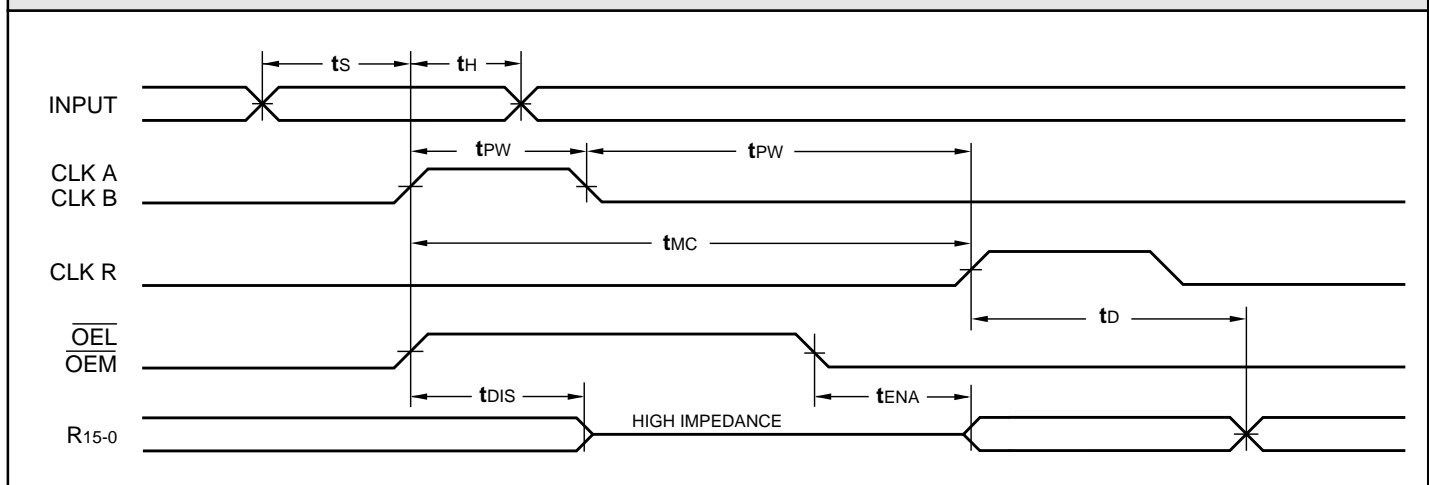 tS tH
INPUT
tPW tPW
CLK A
CLK B
tMC
CLK R
tD
OEL
OEM
tDIS tENA
HIGH IMPEDANCE
R15-0